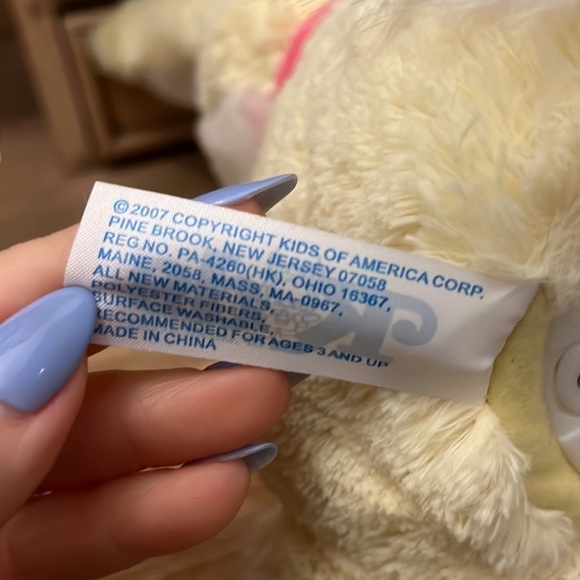 ©2007 COPYRIGHT KIDS OF AMERICA CORP.
PINE BROOK, NEW JERSEY 07058
REG.NO. PA-4260(HK), OHIO 16367,
MAINE, 2058, MASS, MA-0967,
ALL NEW MATERIALS,
POLYESTER FIBERS,
SURFACE WASHABLE,
RECOMMENDED FOR AGES 3 AND UP
MADE IN CHINA